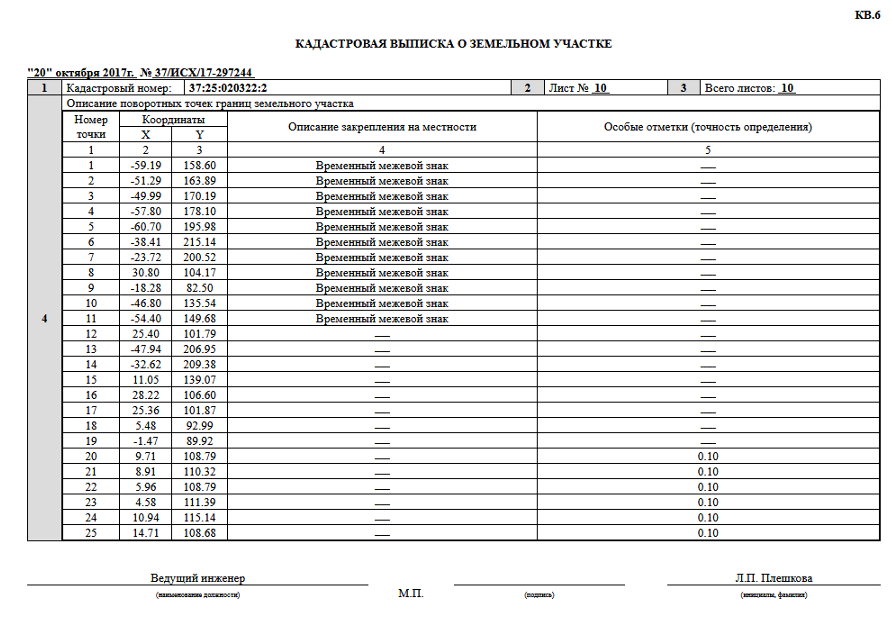 КВ.6
КАДАСТРОВАЯ ВЫПИСКА О ЗЕМЕЛЬНОМ УЧАСТКЕ
"20" октября 2017г. № 37/ИСХ/17-297244
1 Кадастровый номер: 37:25:020322:2 2 Лист № 10 3 Всего листов: 10
Описание поворотных точек границ земельного участка
Номер точки Координаты Описание закрепления на местности Особые отметки (точность определения)
X Y
1 2 3 4 5
1 -59.19 158.60 Временный межевой знак —
2 -51.29 163.89 Временный межевой знак —
3 -49.99 170.19 Временный межевой знак —
4 -57.80 178.10 Временный межевой знак —
5 -60.70 195.98 Временный межевой знак —
6 -38.41 215.14 Временный межевой знак —
7 -23.72 200.52 Временный межевой знак —
8 30.80 104.17 Временный межевой знак —
9 -18.28 82.50 Временный межевой знак —
10 -46.80 135.54 Временный межевой знак —
4 11 -54.40 149.68 Временный межевой знак —
12 25.40 101.79 — —
13 -47.94 206.95 — —
14 -32.62 209.38 — —
15 11.05 139.07 — —
16 28.22 106.60 — —
17 25.36 101.87 — —
18 5.48 92.99 — —
19 -1.47 89.92 — —
20 9.71 108.79 — 0.10
21 8.91 110.32 — 0.10
22 5.96 108.79 — 0.10
23 4.58 111.39 — 0.10
24 10.94 115.14 — 0.10
25 14.71 108.68 — 0.10
Ведущий инженер Л.П. Плешкова
(наименование должности) М.П. (подпись) (инициалы, фамилия)